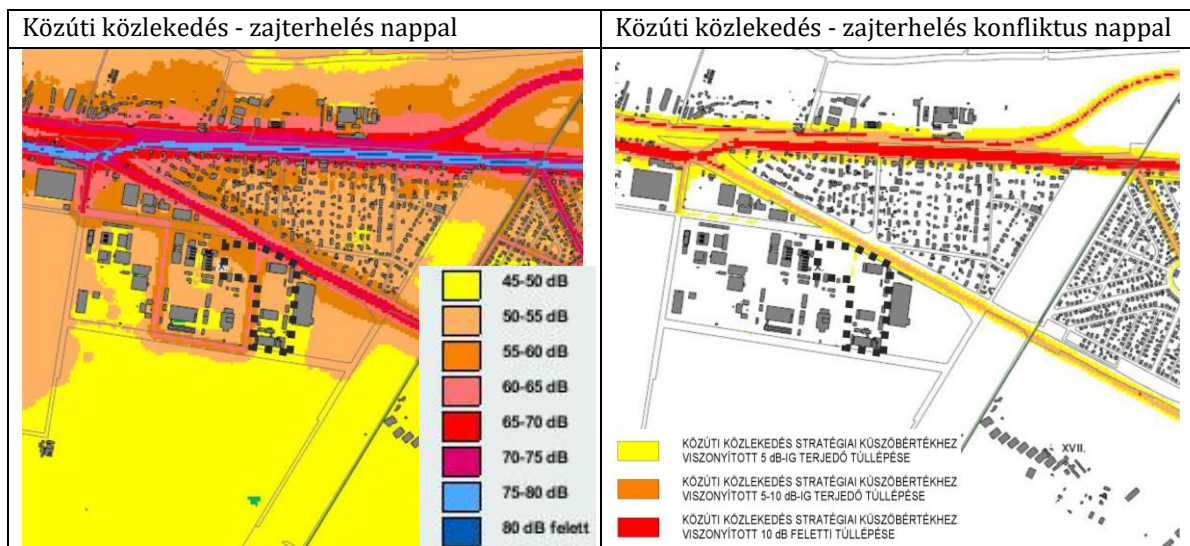 Közúti közlekedés - zajterhelés nappal
Közúti közlekedés - zajterhelés konfliktus nappal
45-50 dB
50-55 dB
55-60 dB
60-65 dB
65-70 dB
70-75 dB
75-80 dB
80 dB felett
XVII.
KÖZÚTI KÖZLEKEDÉS STRATÉGIAI KÜSZÖBÉRTÉKHEZ
VISZONYÍTOTT 5 dB-IG TERJEDŐ TÚLLÉPÉSE
KÖZÚTI KÖZLEKEDÉS STRATÉGIAI KÜSZÖBÉRTÉKHEZ
VISZONYÍTOTT 5-10 dB-IG TERJEDŐ TÚLLÉPÉSE
KÖZÚTI KÖZLEKEDÉS STRATÉGIAI KÜSZÖBÉRTÉKHEZ
VISZONYÍTOTT 10 dB FELETTI TÚLLÉPÉSE